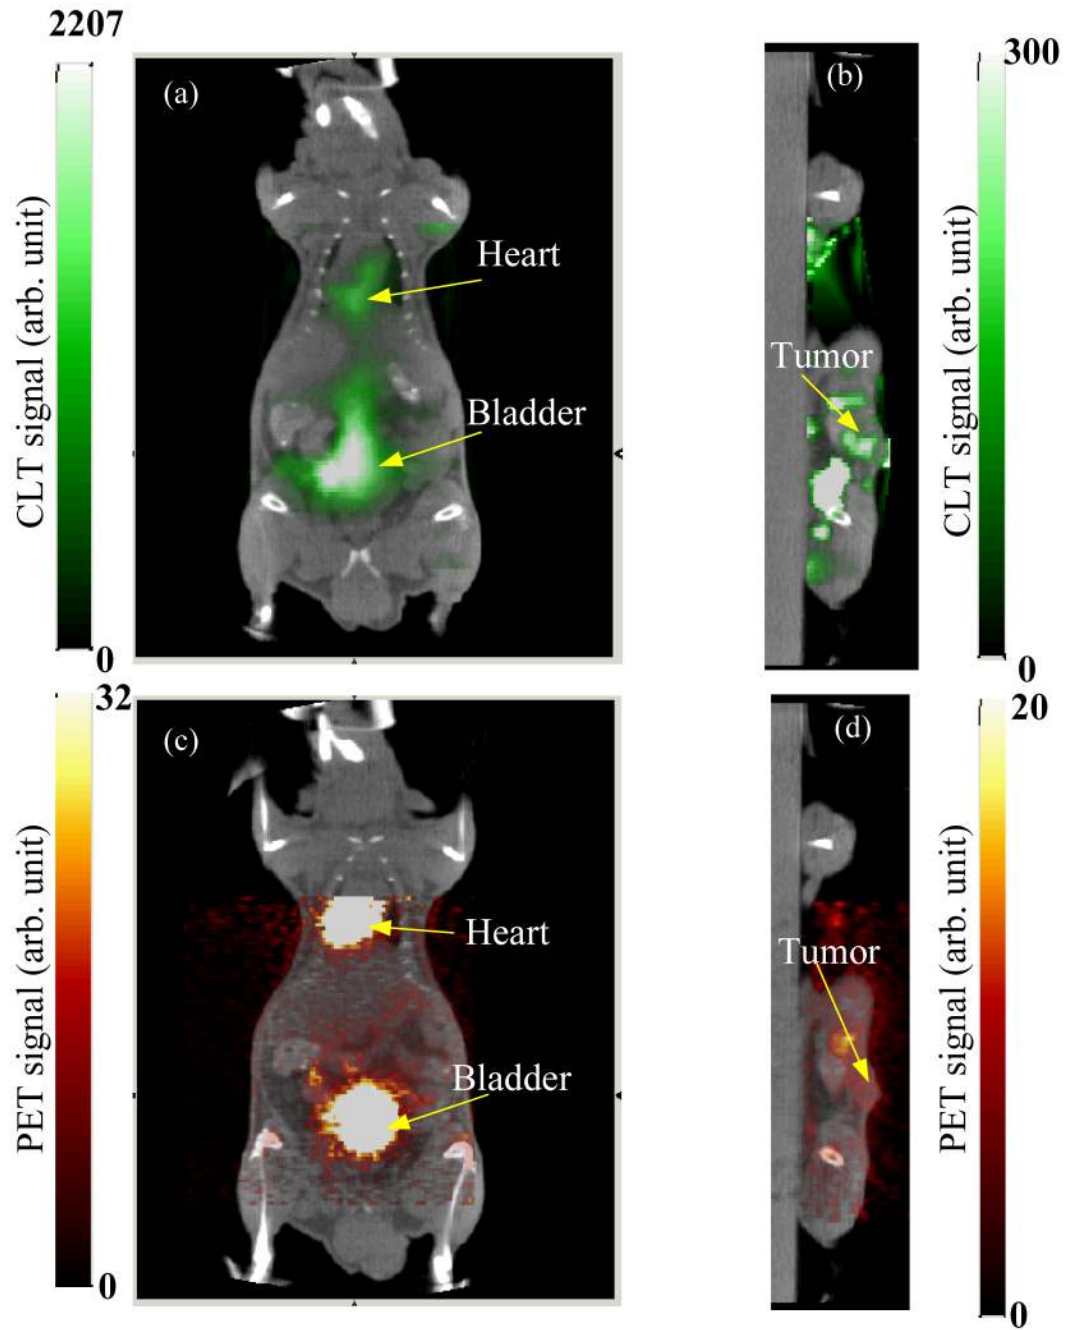 2207
300
(a)
(b)
CLT signal (arb. unit)
Heart
CLT signal (arb. unit)
Tumor
Bladder
0
0
32
20
(c)
(d)
PET signal (arb. unit)
Heart
PET signal (arb. unit)
Tumor
Bladder
0
0